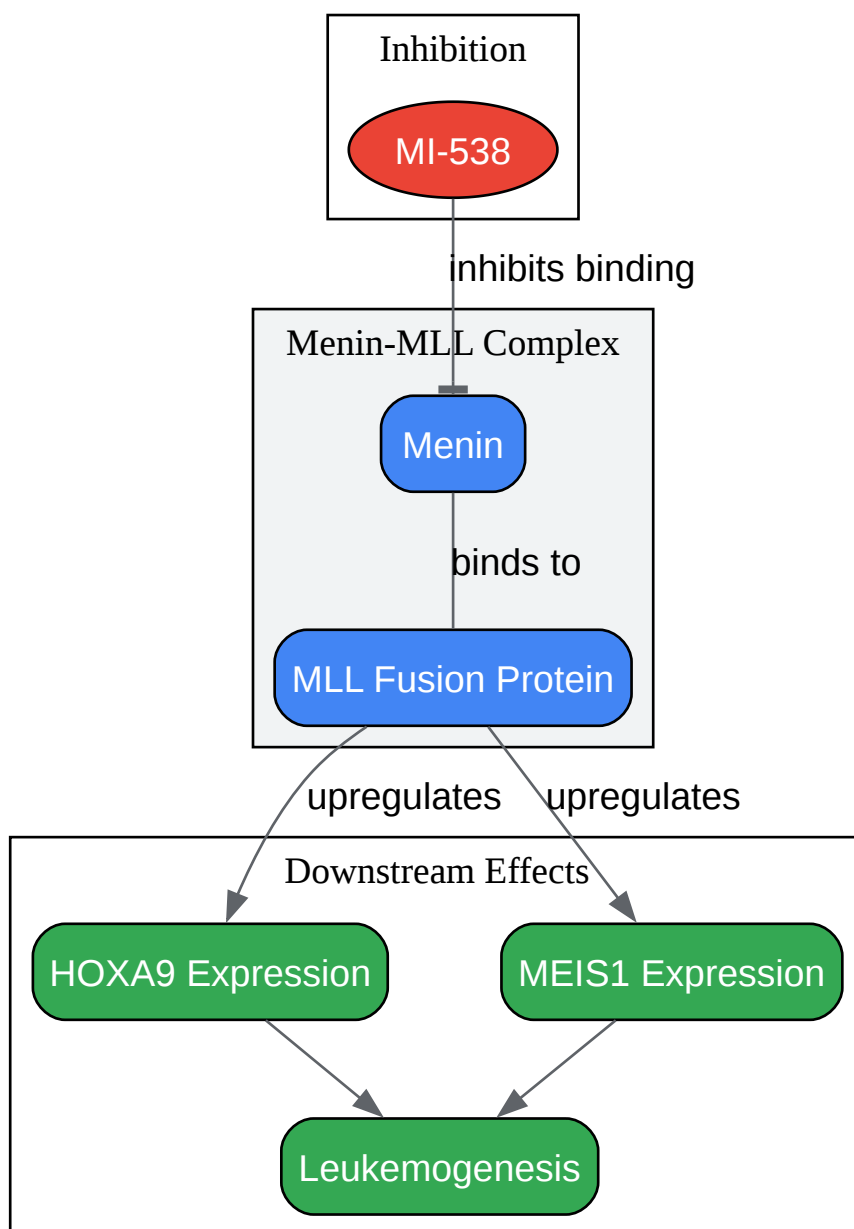 Inhibition
MI-538
inhibits binding
Menin-MLL Complex
Menin
binds to
MLL Fusion Protein
upregulates
upregulates
Downstream Effects
HOXA9 Expression
MEIS1 Expression
Leukemogenesis